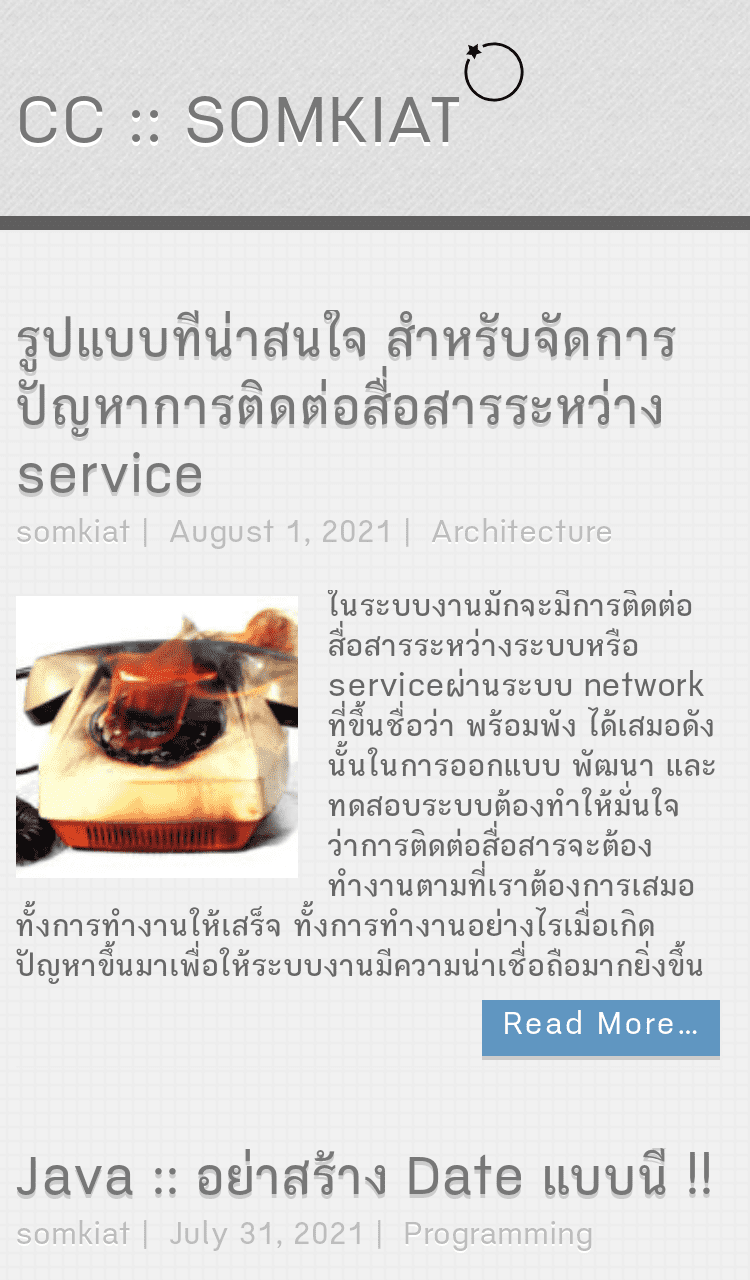 CC :: SOMKIAT
รูปแบบที่น่าสนใจ สำหรับจัดการ
ปัญหาการติดต่อสื่อสารระหว่าง
service
somkiat | August 1, 2021 | Architecture
ในระบบงานมักจะมีการติดต่อ
สื่อสารระหว่างระบบหรือ
serviceผ่านระบบ network
ที่ขึ้นชื่อว่า พร้อมพัง ได้เสมอดัง
นั้นในการออกแบบ พัฒนา และ
ทดสอบระบบต้องทำให้มั่นใจ
ว่าการติดต่อสื่อสารจะต้อง
ทำงานตามที่เราต้องการเสมอ
ทั้งการทำงานให้เสร็จ ทั้งการทำงานอย่างไรเมื่อเกิด
ปัญหาขึ้นมาเพื่อให้ระบบงานมีความน่าเชื่อถือมากยิ่งขึ้น
Read More...
Java :: อย่าสร้าง Date แบบนี้ !!
somkiat | July 31, 2021 | Programming